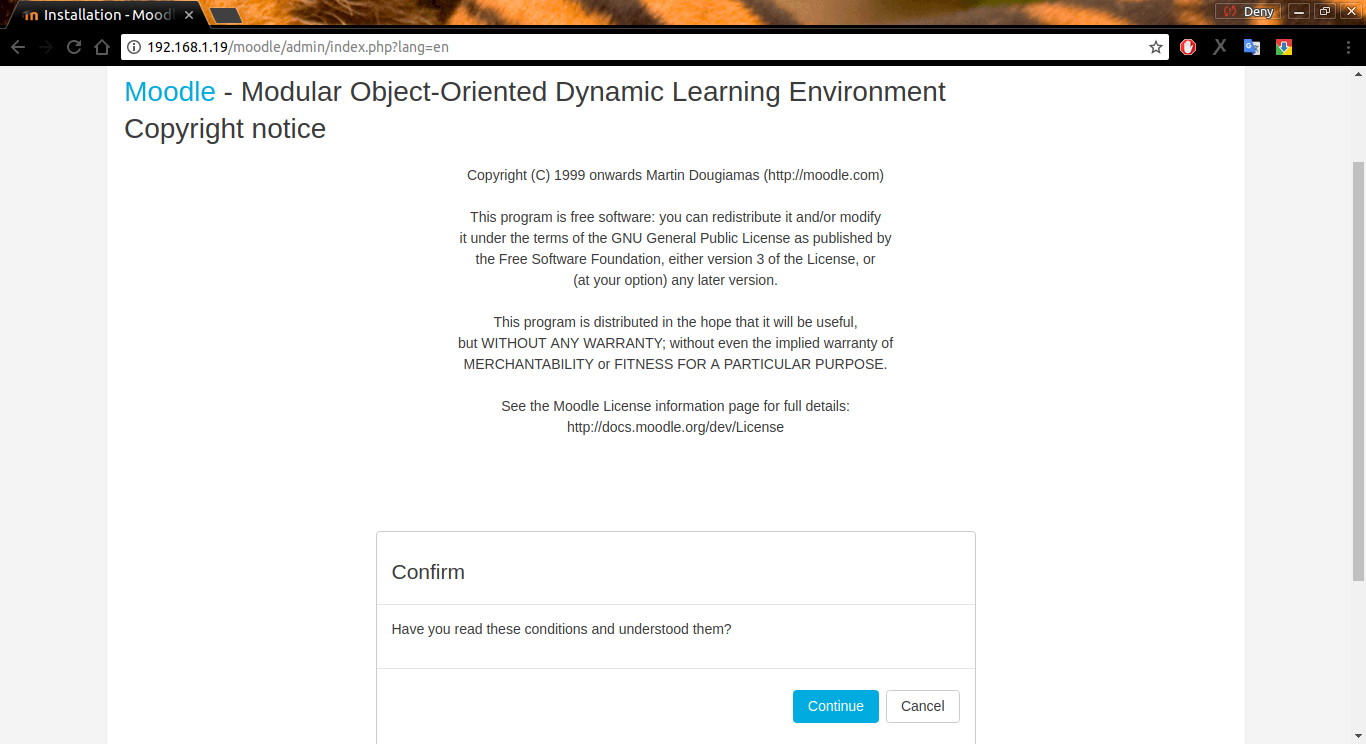 Installation - Mood
Deny
192.168.1.19/moodle/admin/index.php?lang=en
Moodle - Modular Object-Oriented Dynamic Learning Environment
Copyright notice
Copyright (C) 1999 onwards Martin Dougiamas (http://moodle.com)
This program is free software: you can redistribute it and/or modify
it under the terms of the GNU General Public License as published by
the Free Software Foundation, either version 3 of the License, or
(at your option) any later version.
This program is distributed in the hope that it will be useful,
but WITHOUT ANY WARRANTY; without even the implied warranty of
MERCHANTABILITY or FITNESS FOR A PARTICULAR PURPOSE.
See the Moodle License information page for full details:
http://docs.moodle.org/dev/License
Confirm
Have you read these conditions and understood them?
Continue Cancel